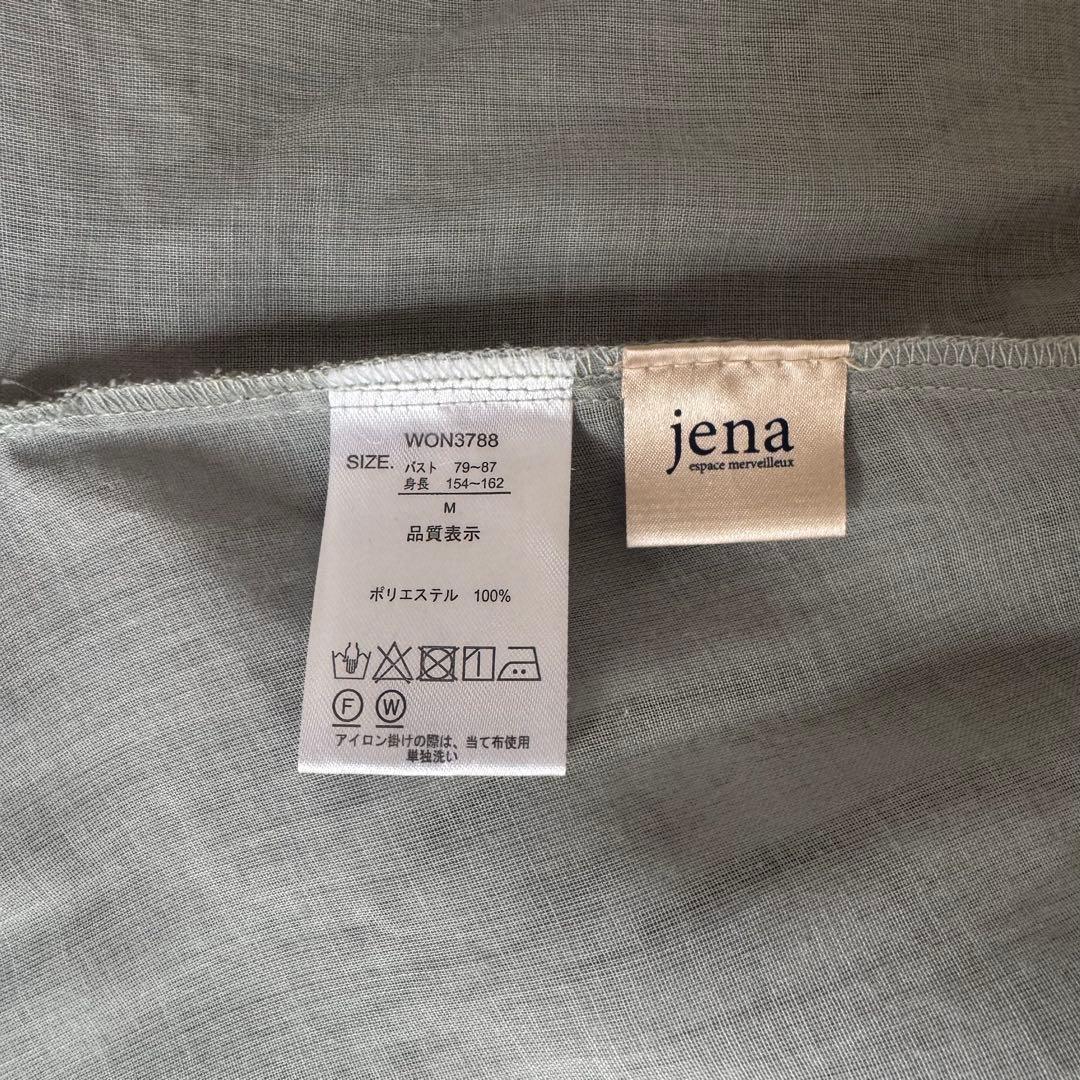 WON3788
SIZE. バスト 79~87
身長 154~162
M
品質表示
ポリエステル 100%
F W
アイロン掛けの際は、当て布使用
単独洗い
jena
espace merveilleux